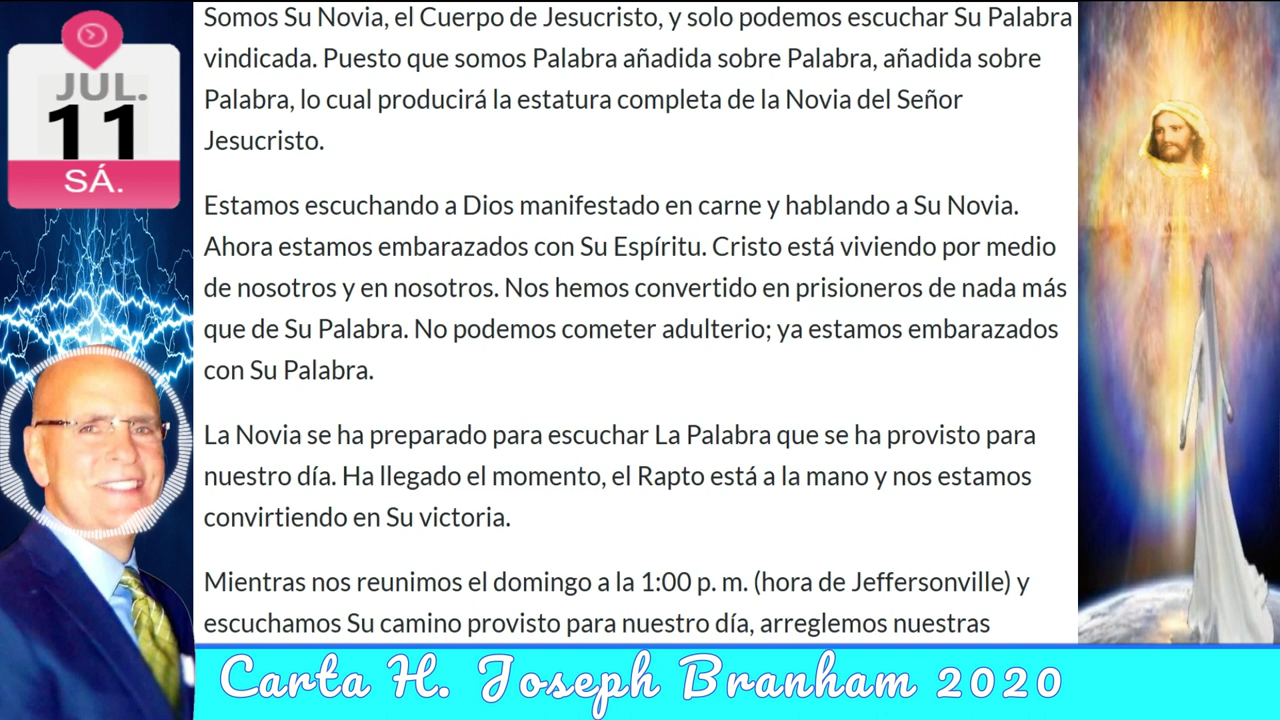 JUL.
11
SÁ.
Somos Su Novia, el Cuerpo de Jesucristo, y solo podemos escuchar Su Palabra
vindicada. Puesto que somos Palabra añadida sobre Palabra, añadida sobre
Palabra, lo cual producirá la estatura completa de la Novia del Señor
Jesucristo.
Estamos escuchando a Dios manifestado en carne y hablando a Su Novia.
Ahora estamos embarazados con Su Espíritu. Cristo está viviendo por medio
de nosotros y en nosotros. Nos hemos convertido en prisioneros de nada más
que de Su Palabra. No podemos cometer adulterio; ya estamos embarazados
con Su Palabra.
La Novia se ha preparado para escuchar La Palabra que se ha provisto para
nuestro día. Ha llegado el momento, el Rapto está a la mano y nos estamos
convirtiendo en Su victoria.
Mientras nos reunimos el domingo a la 1:00 p. m. (hora de Jeffersonville) y
escuchamos Su camino provisto para nuestro día, arreglemos nuestras
Carta H. Joseph Branham 2020